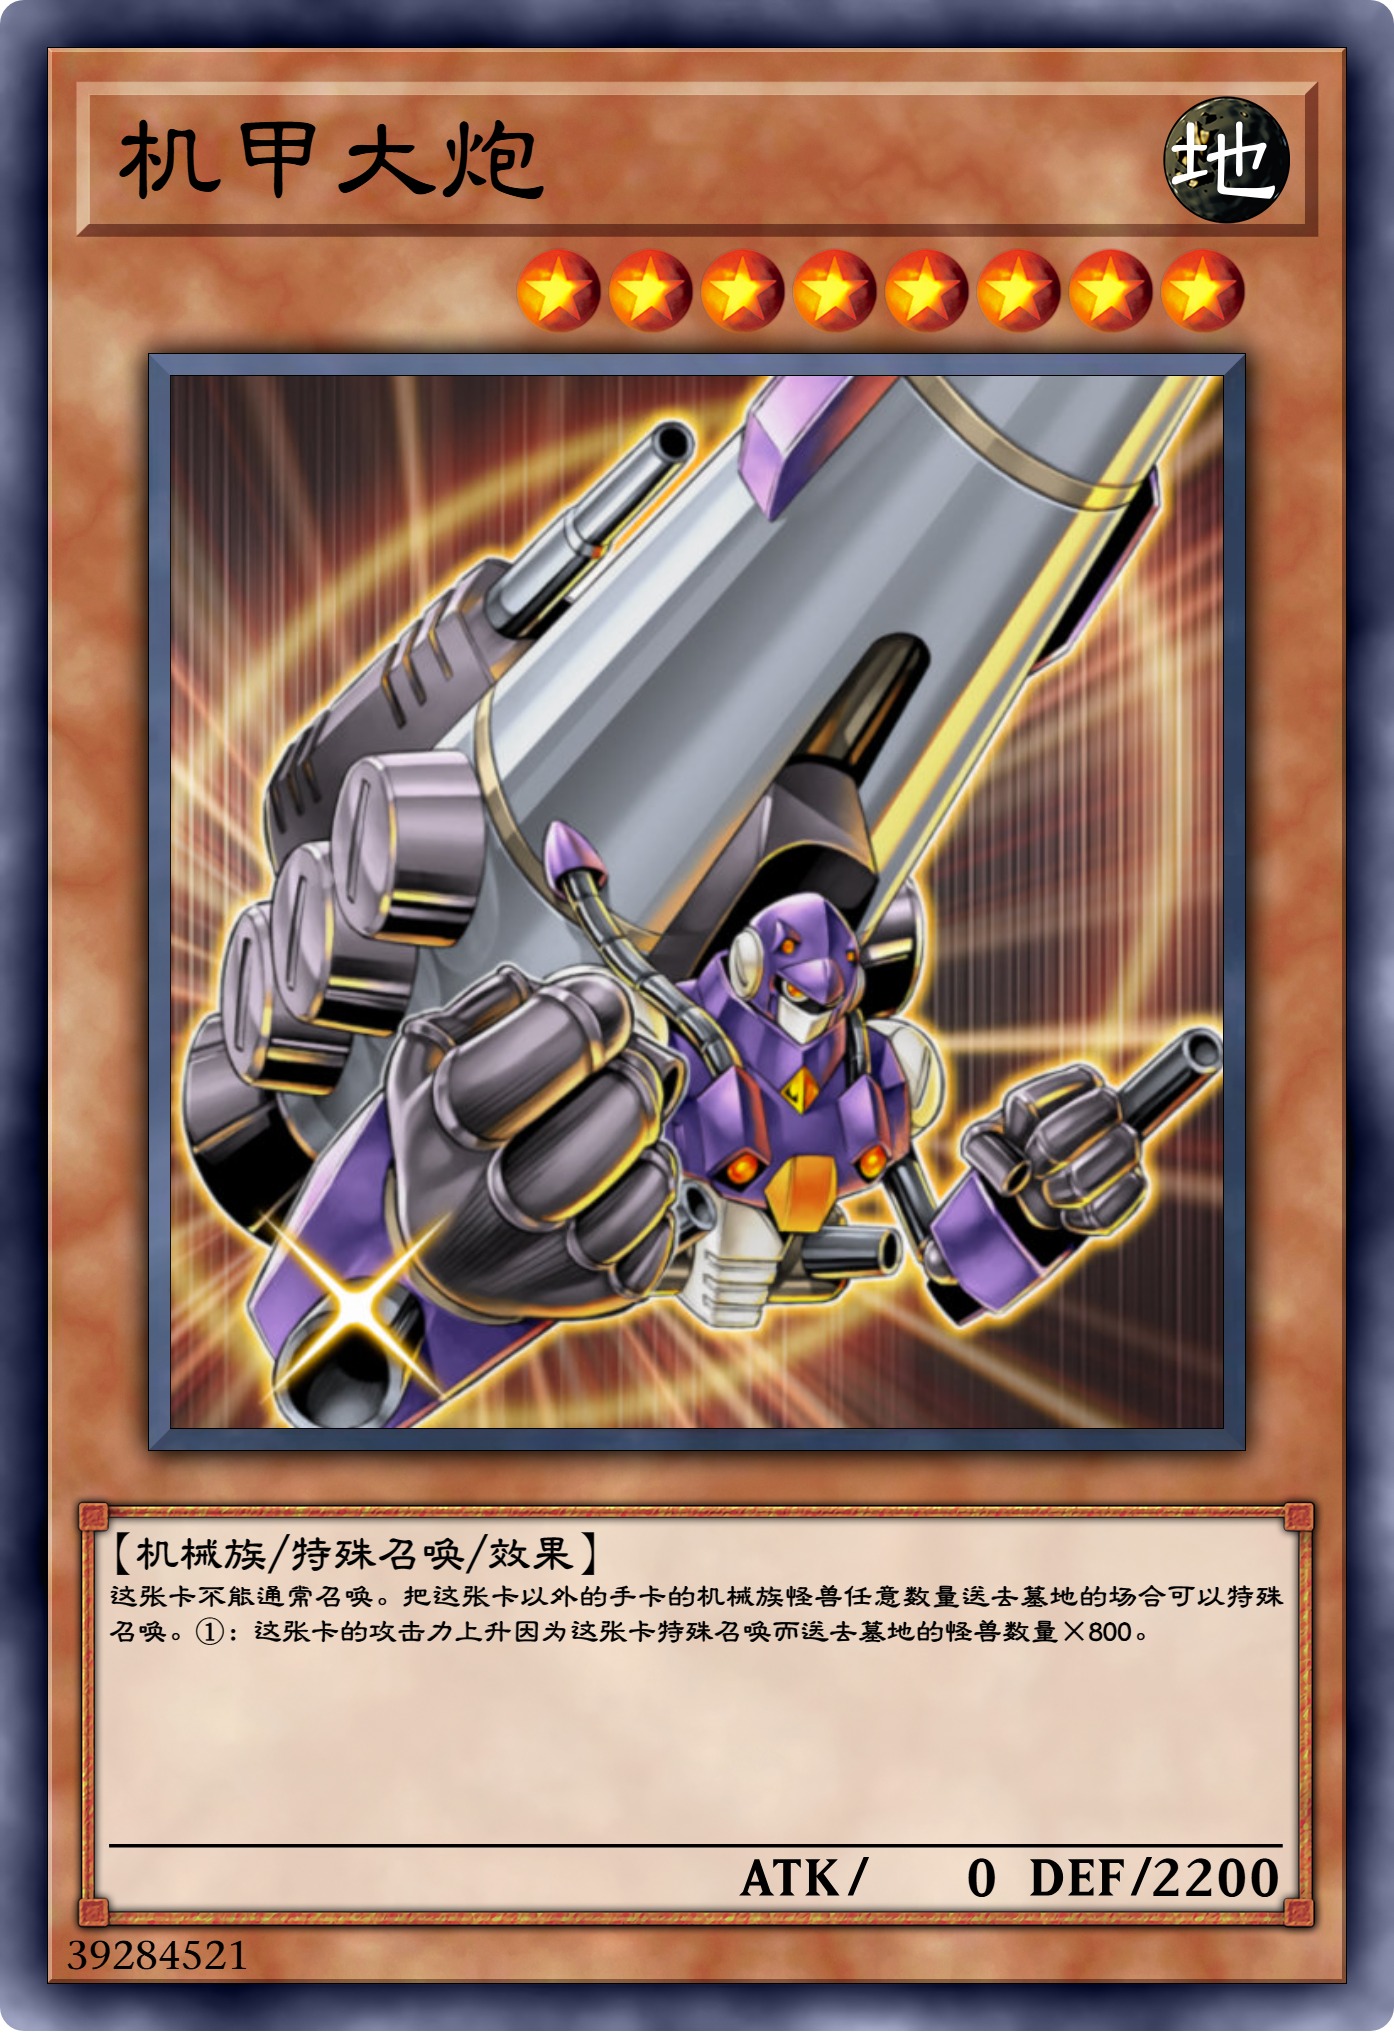 机甲大炮
地
【机械族/特殊召唤/效果】
这张卡不能通常召唤。把这张卡以外的手卡的机械族怪兽任意数量送去墓地的场合可以特殊
召唤。①：这张卡的攻击力上升因为这张卡特殊召唤而送去墓地的怪兽数量×800。
ATK/ 0 DEF/2200
39284521